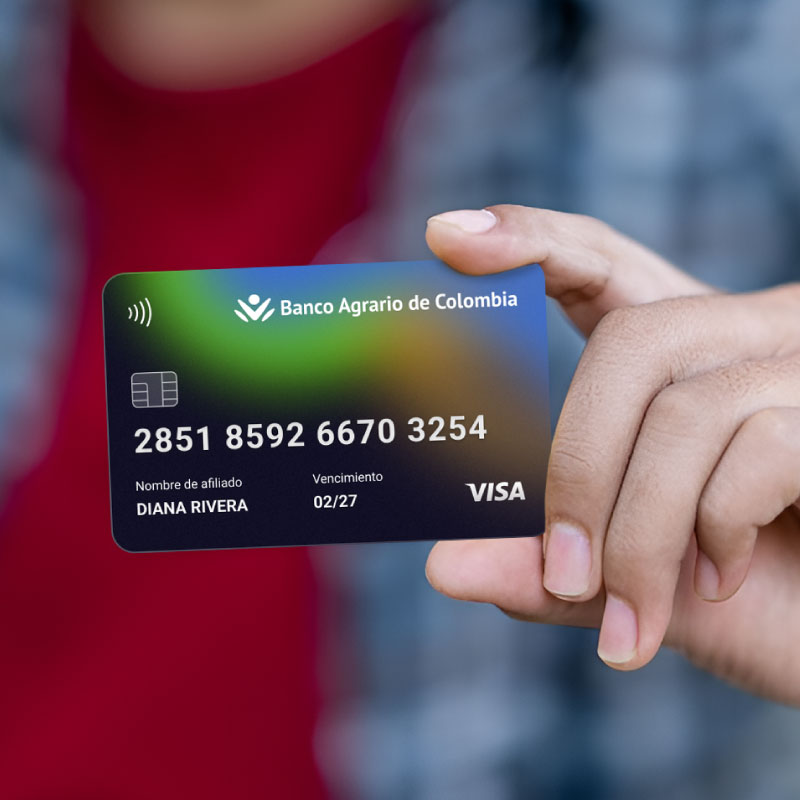 Banco Agrario de Colombia
2851 8592 6670 3254
Nombre de afiliado
DIANA RIVERA
Vencimiento
02/27
VISA